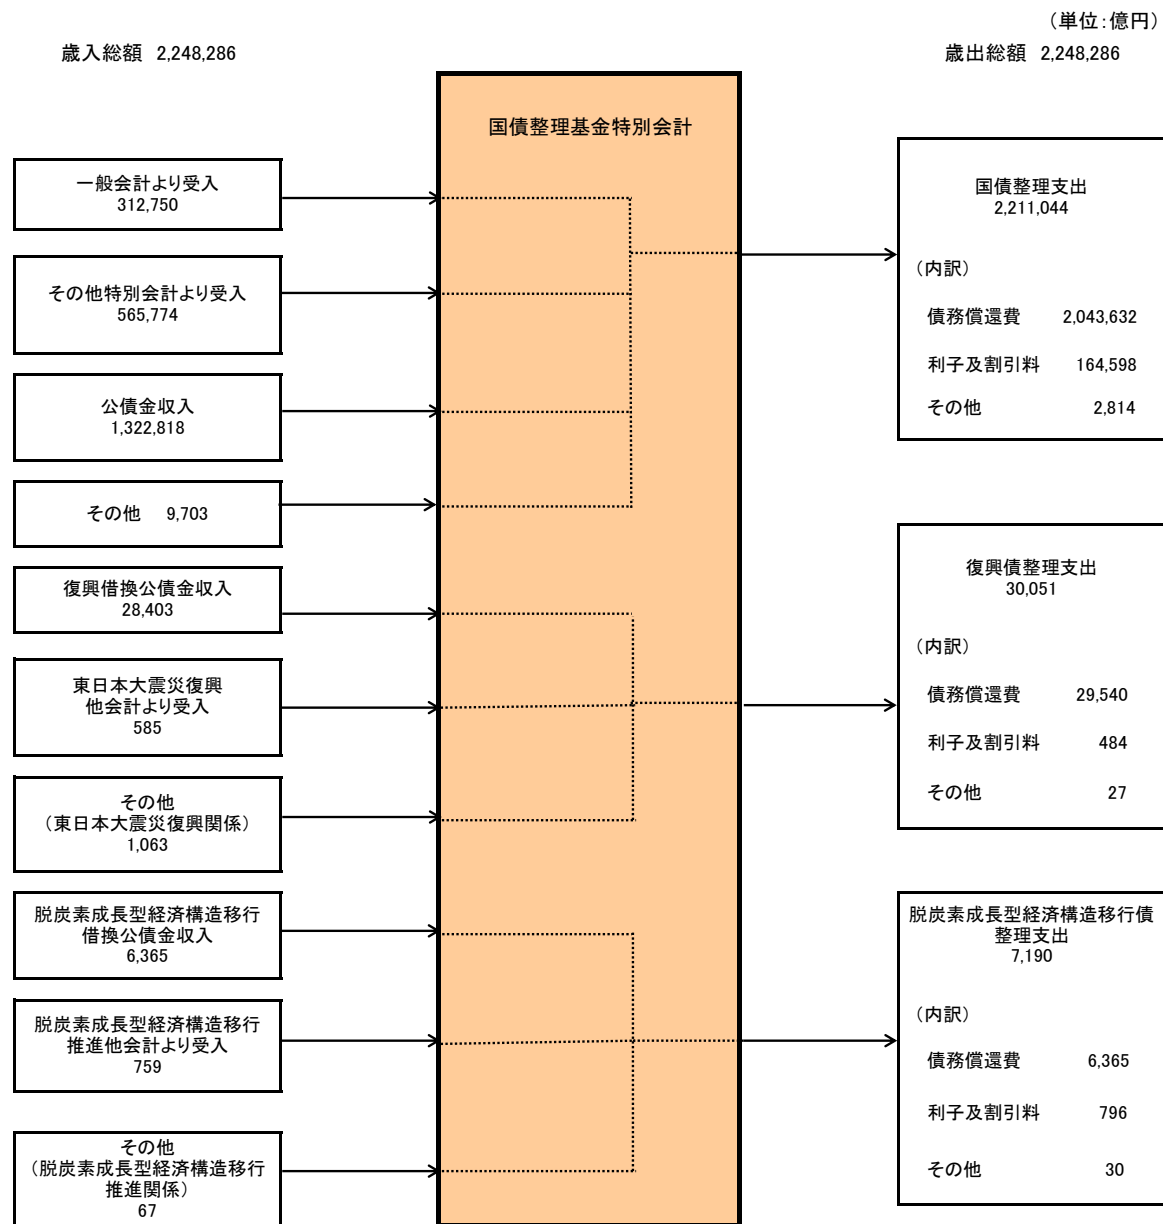 （単位：億円）
歳入総額 2,248,286
歳出総額 2,248,286
国債整理基金特別会計
一般会計より受入
312,750
その他特別会計より受入
565,774
公債金収入
1,322,818
その他 9,703
復興借換公債金収入
28,403
東日本大震災復興
他会計より受入
585
その他
（東日本大震災復興関係）
1,063
脱炭素成長型経済構造移行
借換公債金収入
6,365
脱炭素成長型経済構造移行
推進他会計より受入
759
その他
（脱炭素成長型経済構造移行
推進関係）
67
国債整理支出
2,211,044
（内訳）
債務償還費 2,043,632
利子及割引料 164,598
その他 2,814
復興債整理支出
30,051
（内訳）
債務償還費 29,540
利子及割引料 484
その他 27
脱炭素成長型経済構造移行債
整理支出
7,190
（内訳）
債務償還費 6,365
利子及割引料 796
その他 30